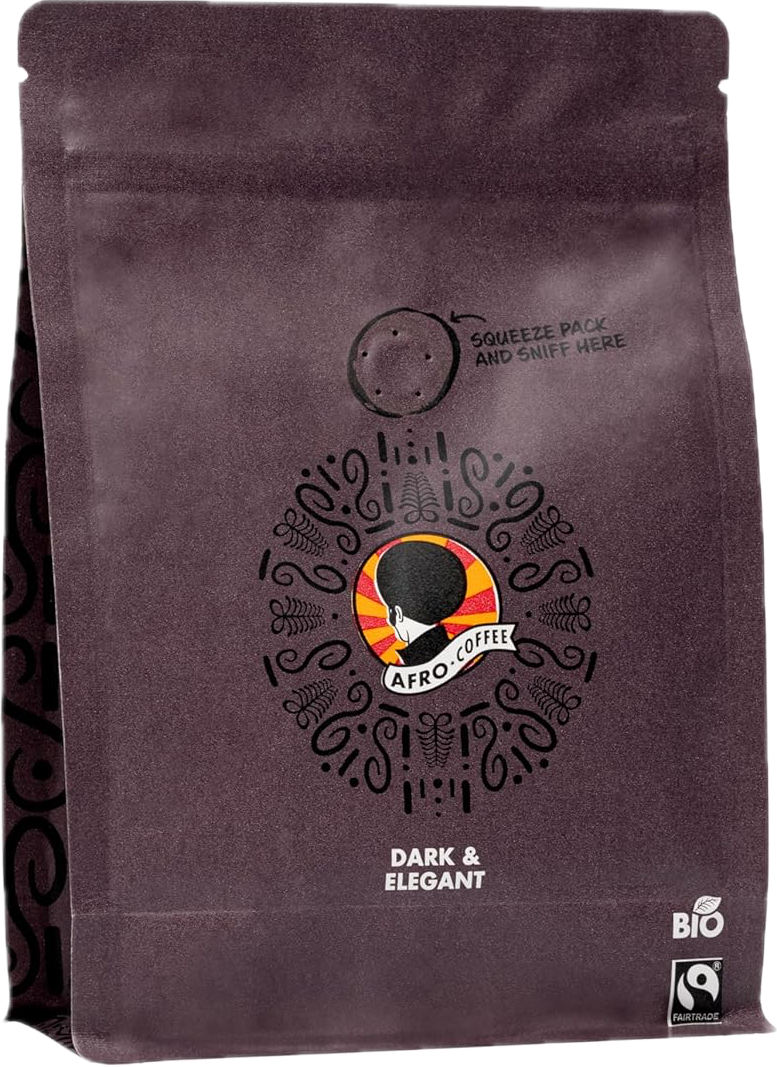 SQUEEZE PACK
AND SNIFF HERE
AFRO-COFFEE
DARK &
ELEGANT
BIO
®
FAIRTRADE